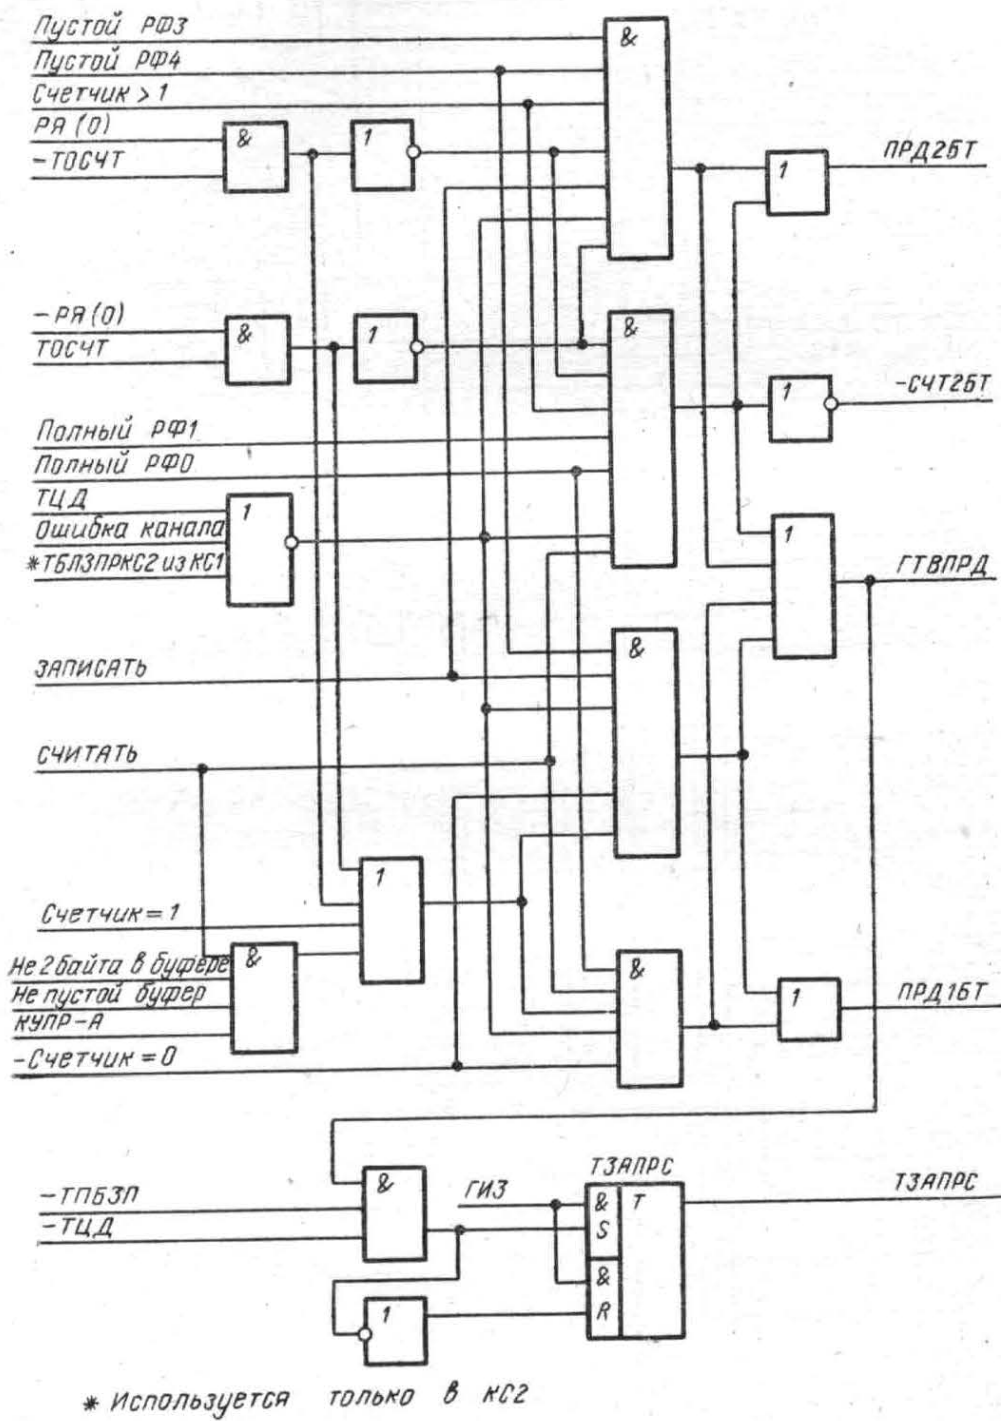 Пустой РФ3
Пустой РФ4
Счетчик > 1
РЯ (0)
-ТОСЧТ
&
1
&
1
ПРД2БТ
-РЯ (0)
ТОСЧТ
&
1
&
1
-СЧТ2БТ
Полный РФ1
Полный РФ0
ТЦД
Ошибка канала
*ТБЛЗПРКС2 из КС1
1
1
ГТВПРД
ЗАПИСАТЬ
&
СЧИТАТЬ
1
Счетчик = 1
Не 2 байта в буфере
Не пустой буфер
КУПР-А
-Счетчик = 0
&
&
1
ПРД1БТ
-ТПБЗП
-ТЦД
&
ГИЗ
ТЗАПРС
& Т
S
&
R
ТЗАПРС
1
* Используется только в КС2